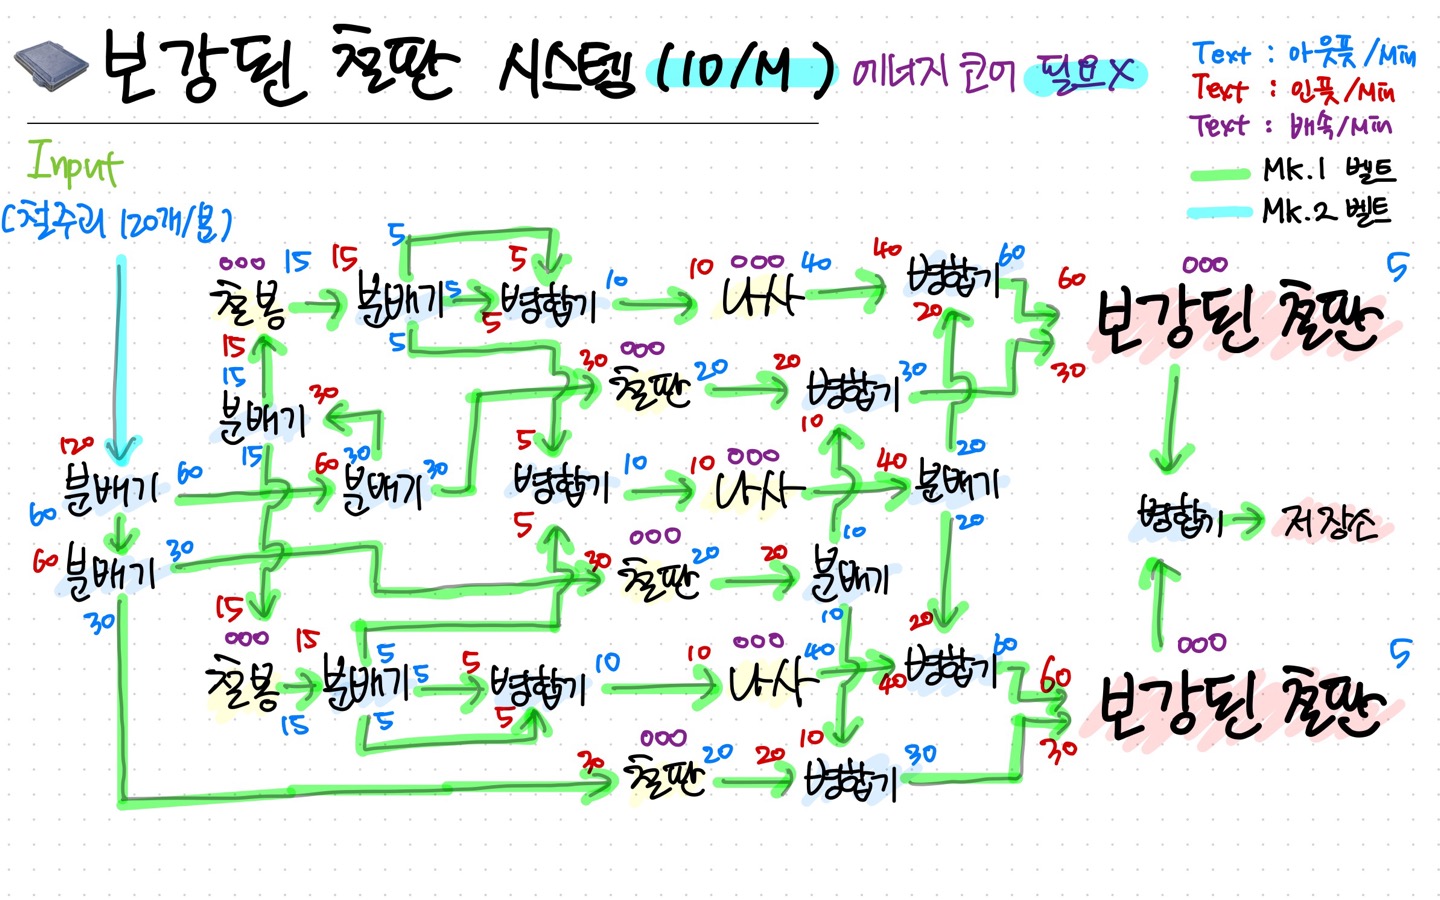 보강된 철판 시스템 (10/M) 에너지 코어 필요X
Text : 아웃풋/Min
Text : 인풋/Min
Text : 배속/Min
Mk.1 벨트
Mk.2 벨트
Input
(철주괴 120개/분)
5
000 15 15 5 10 10 000 40 40 60 000 5
철봉 분배기 5 병합기 나사 병합기 60 보강된 철판
15 5 5 20
15 30 000 20 20 30 30
분배기 30 철판 병합기
15 5 10 20
120 60 60 30 30 10 10 000 40
분배기 분배기 병합기 나사 분배기 병합기 저장소
60 5 10 20
60 30 30 000 20 20
분배기 철판 분배기
30 15 10 20
000 15 5 5 5 10 10 000 40 40 60 60 000 5
철봉 분배기 병합기 나사 병합기 보강된 철판
15 5 5 30
30 000 20 20 10 30
철판 병합기